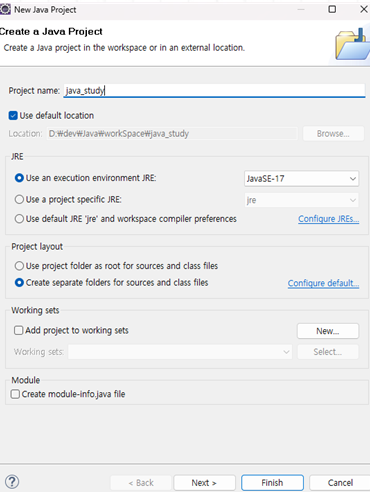 New Java Project
Create a Java Project
Create a Java project in the workspace or in an external location.
Project name: java_study
Use default location
Location: D:₩dev₩Java₩workSpace₩java_study Browse...
JRE
Use an execution environment JRE: JavaSE-17
Use a project specific JRE: jre
Use default JRE 'jre' and workspace compiler preferences Configure JREs...
Project layout
Use project folder as root for sources and class files
Create separate folders for sources and class files Configure default...
Working sets
Add project to working sets New...
Working sets: Select...
Module
Create module-info.java file
? < Back Next > Finish Cancel